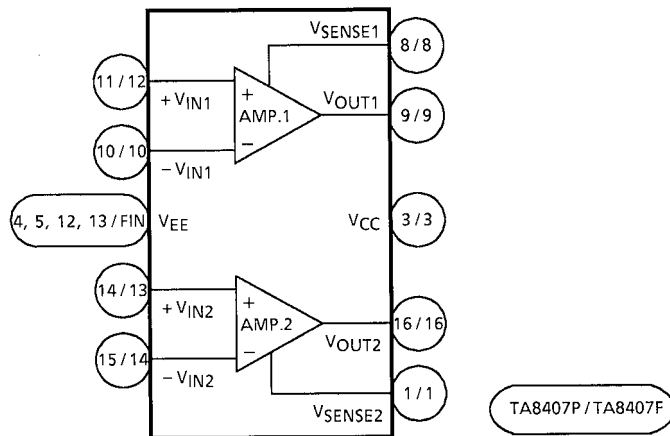 VSENSE1
8 / 8
11 / 12
+ VIN1
+
AMP.1
−
VOUT1
9 / 9
10 / 10
− VIN1
4, 5, 12, 13 / FIN
VEE
VCC
3 / 3
14 / 13
+ VIN2
+
AMP.2
−
VOUT2
16 / 16
15 / 14
− VIN2
VSENSE2
1 / 1
TA8407P / TA8407F